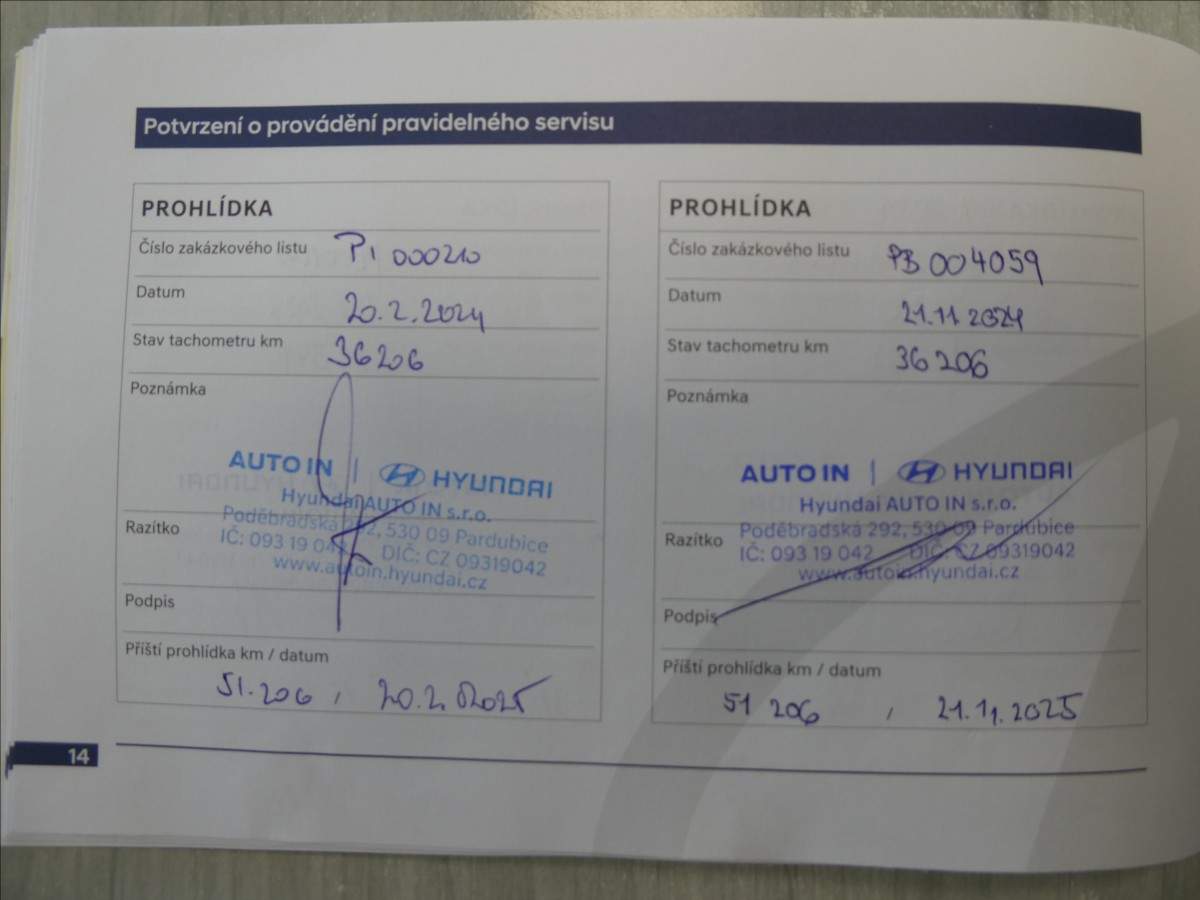 Potvrzení o provádění pravidelného servisu
PROHLÍDKA
Číslo zakázkového listu P1 000210
Datum 20.2.2024
Stav tachometru km 36206
Poznámka
AUTO IN | HYUNDAI
Hyundai AUTO IN s.r.o.
Poděbradská 292, 530 09 Pardubice
Razítko
IČ: 093 19 042 DIČ: CZ 09319042
www.autoin.hyundai.cz
Podpis
Příští prohlídka km / datum
51.206 , 20.2.2025
PROHLÍDKA
Číslo zakázkového listu PB 004059
Datum 21.11 2024
Stav tachometru km 36206
Poznámka
AUTO IN | HYUNDAI
Hyundai AUTO IN s.r.o.
Poděbradská 292, 530 09 Pardubice
Razítko
IČ: 093 19 042 DIČ: CZ 09319042
www.autoin.hyundai.cz
Podpis
Příští prohlídka km / datum
51 206 , 21.11.2025
14